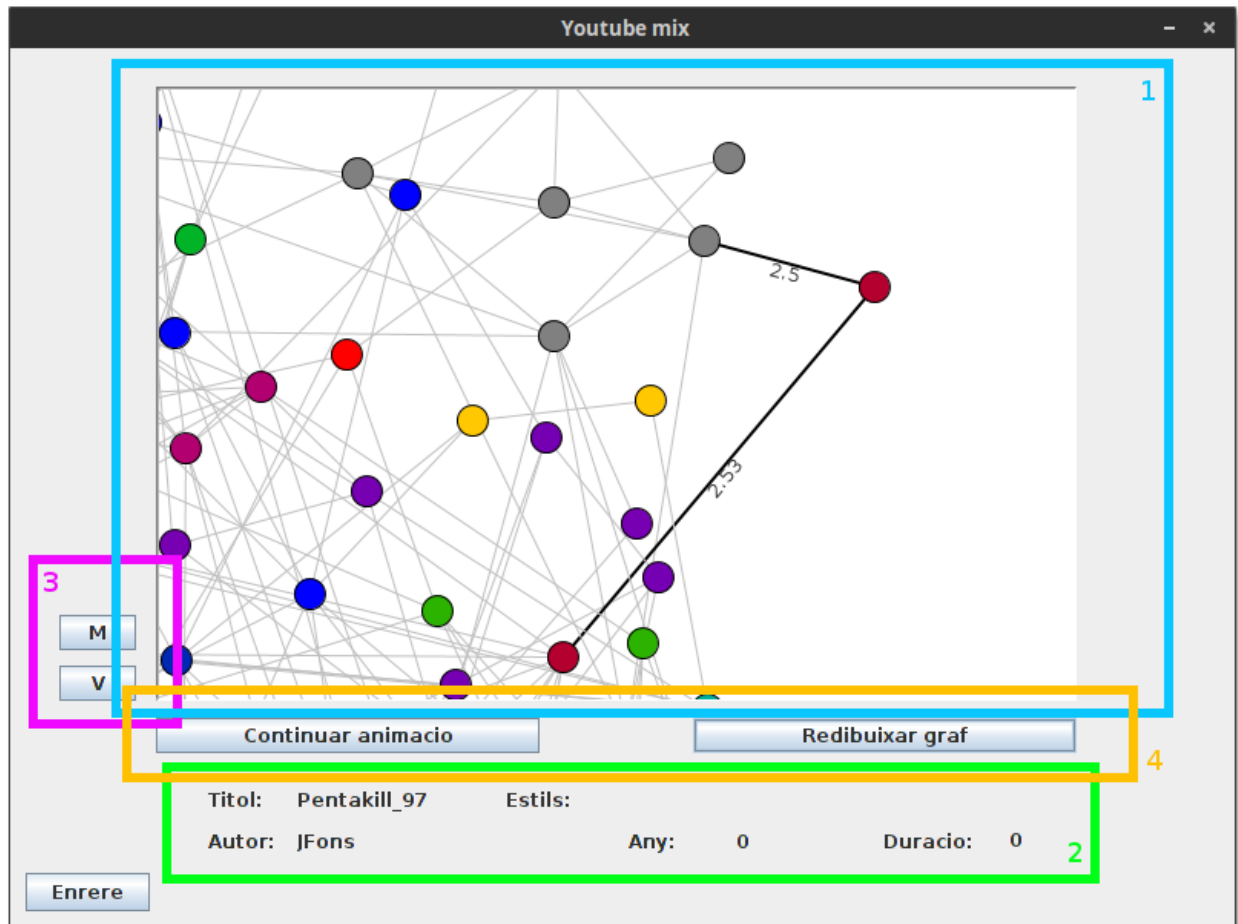 Youtube mix
1
2.5
2.53
3
M
V
Continuar animacio Redibuixar graf
4
Titol: Pentakill_97 Estils:
Autor: JFons Any: 0 Duracio: 0
2
Enrere